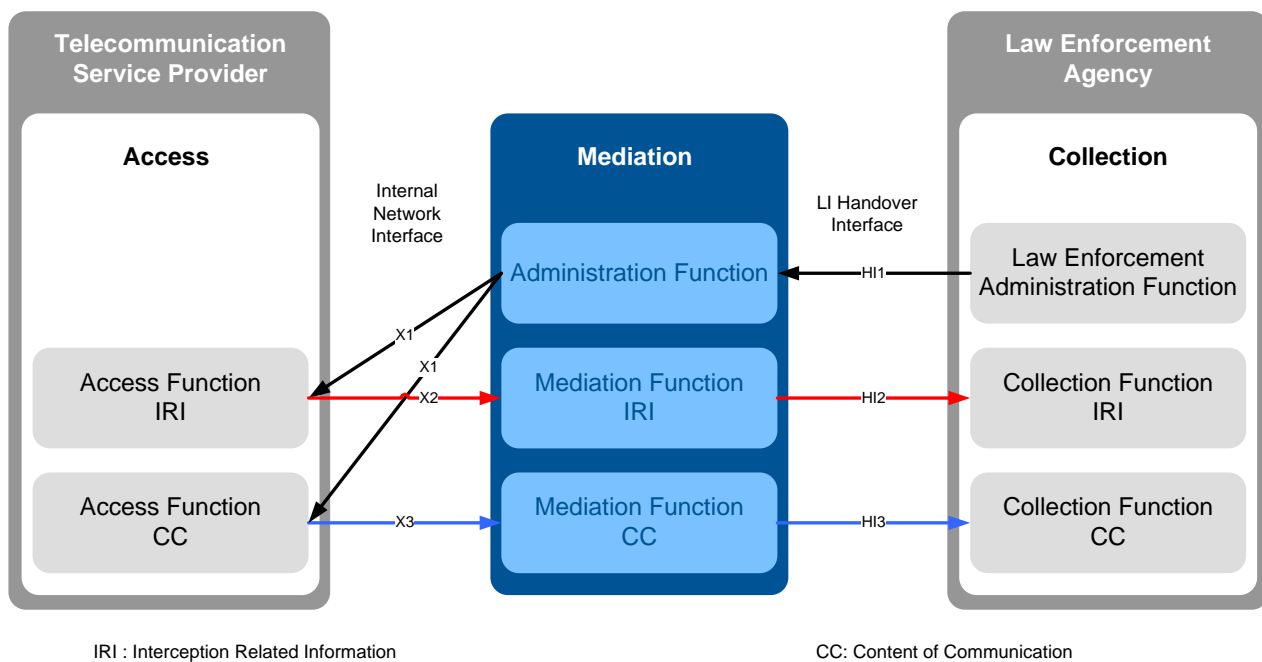 Telecommunication
Service Provider
Law Enforcement
Agency
Access
Mediation
Collection
Internal
Network
Interface
LI Handover
Interface
Administration Function
HI1
Law Enforcement
Administration Function
X1
X1
Access Function
IRI
X2
Mediation Function
IRI
HI2
Collection Function
IRI
Access Function
CC
X3
Mediation Function
CC
HI3
Collection Function
CC
IRI : Interception Related Information
CC: Content of Communication